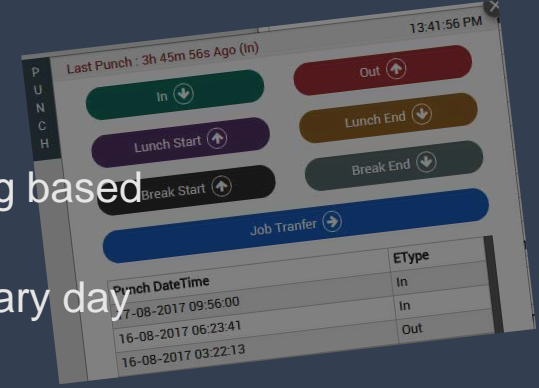 13:41:56 PM
Last Punch : 3h 45m 56s Ago (In)
PUNCH
In
Out
Lunch Start
Lunch End
Break Start
Break End
Job Tranfer
g based
ary day
Punch DateTime EType
7-08-2017 09:56:00 In
16-08-2017 06:23:41 In
16-08-2017 03:22:13 Out